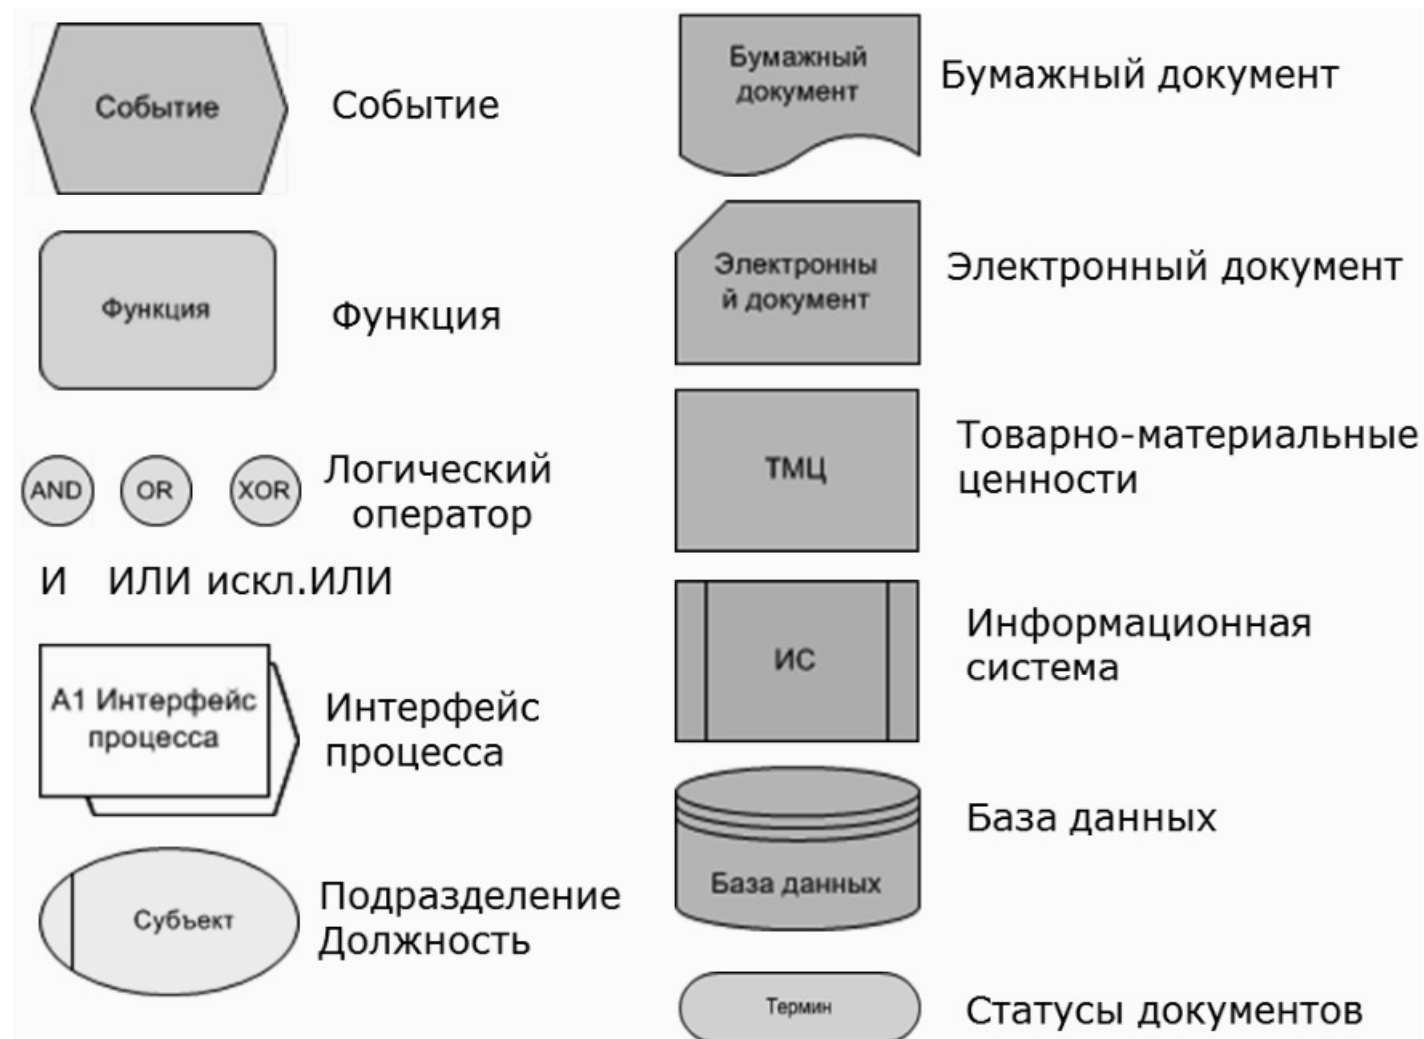 Событие
Событие
Функция
Функция
AND OR XOR
Логический
оператор
И ИЛИ искл.ИЛИ
А1 Интерфейс
процесса
Интерфейс
процесса
Субъект
Подразделение
Должность
Бумажный
документ
Бумажный документ
Электронны
й документ
Электронный документ
ТМЦ
Товарно-материальные
ценности
ИС
Информационная
система
База данных
База данных
Термин
Статусы документов